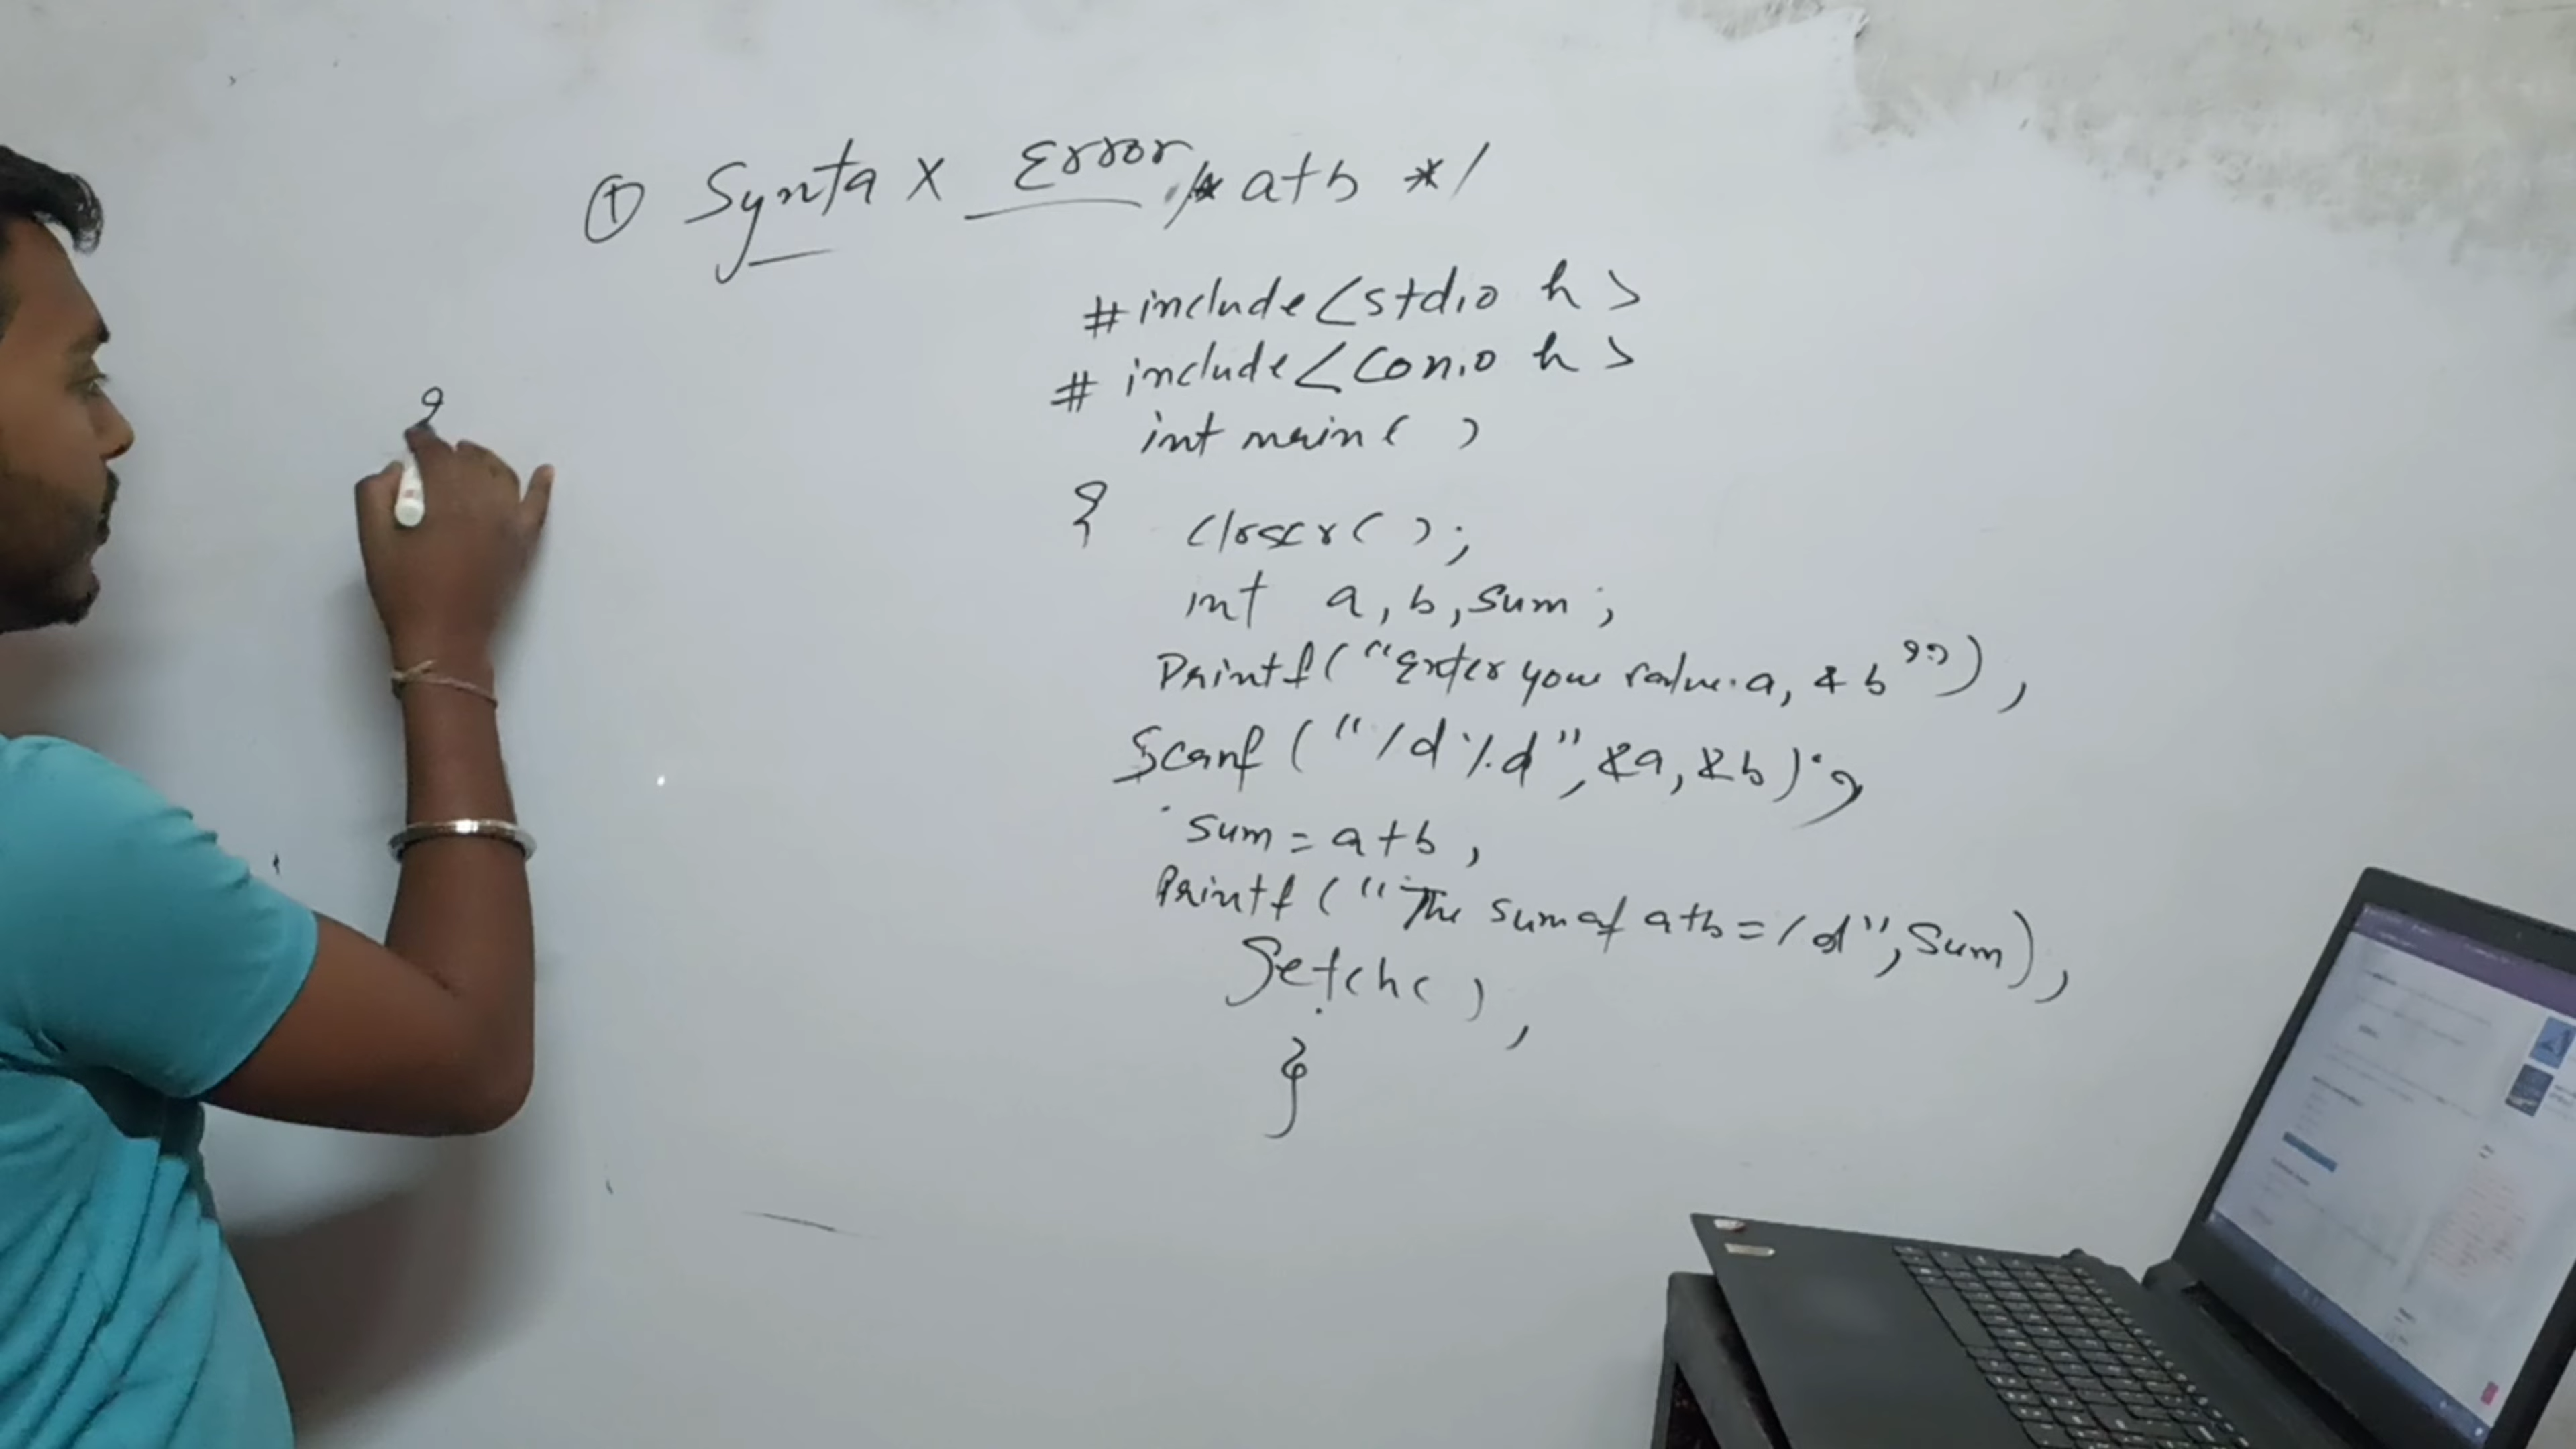 ① Syntax Error /* a+b */
#include<stdio h>
# include<conio h>
int main( )
{ clrscr( );
int a, b, sum ;
Printf("Enter your value. a, & b"),
Scanf ("/d %d", &a, &b) ;
sum = a+b ,
Printf ("The sum of a+b = /d", Sum),
getch( ) ,
}